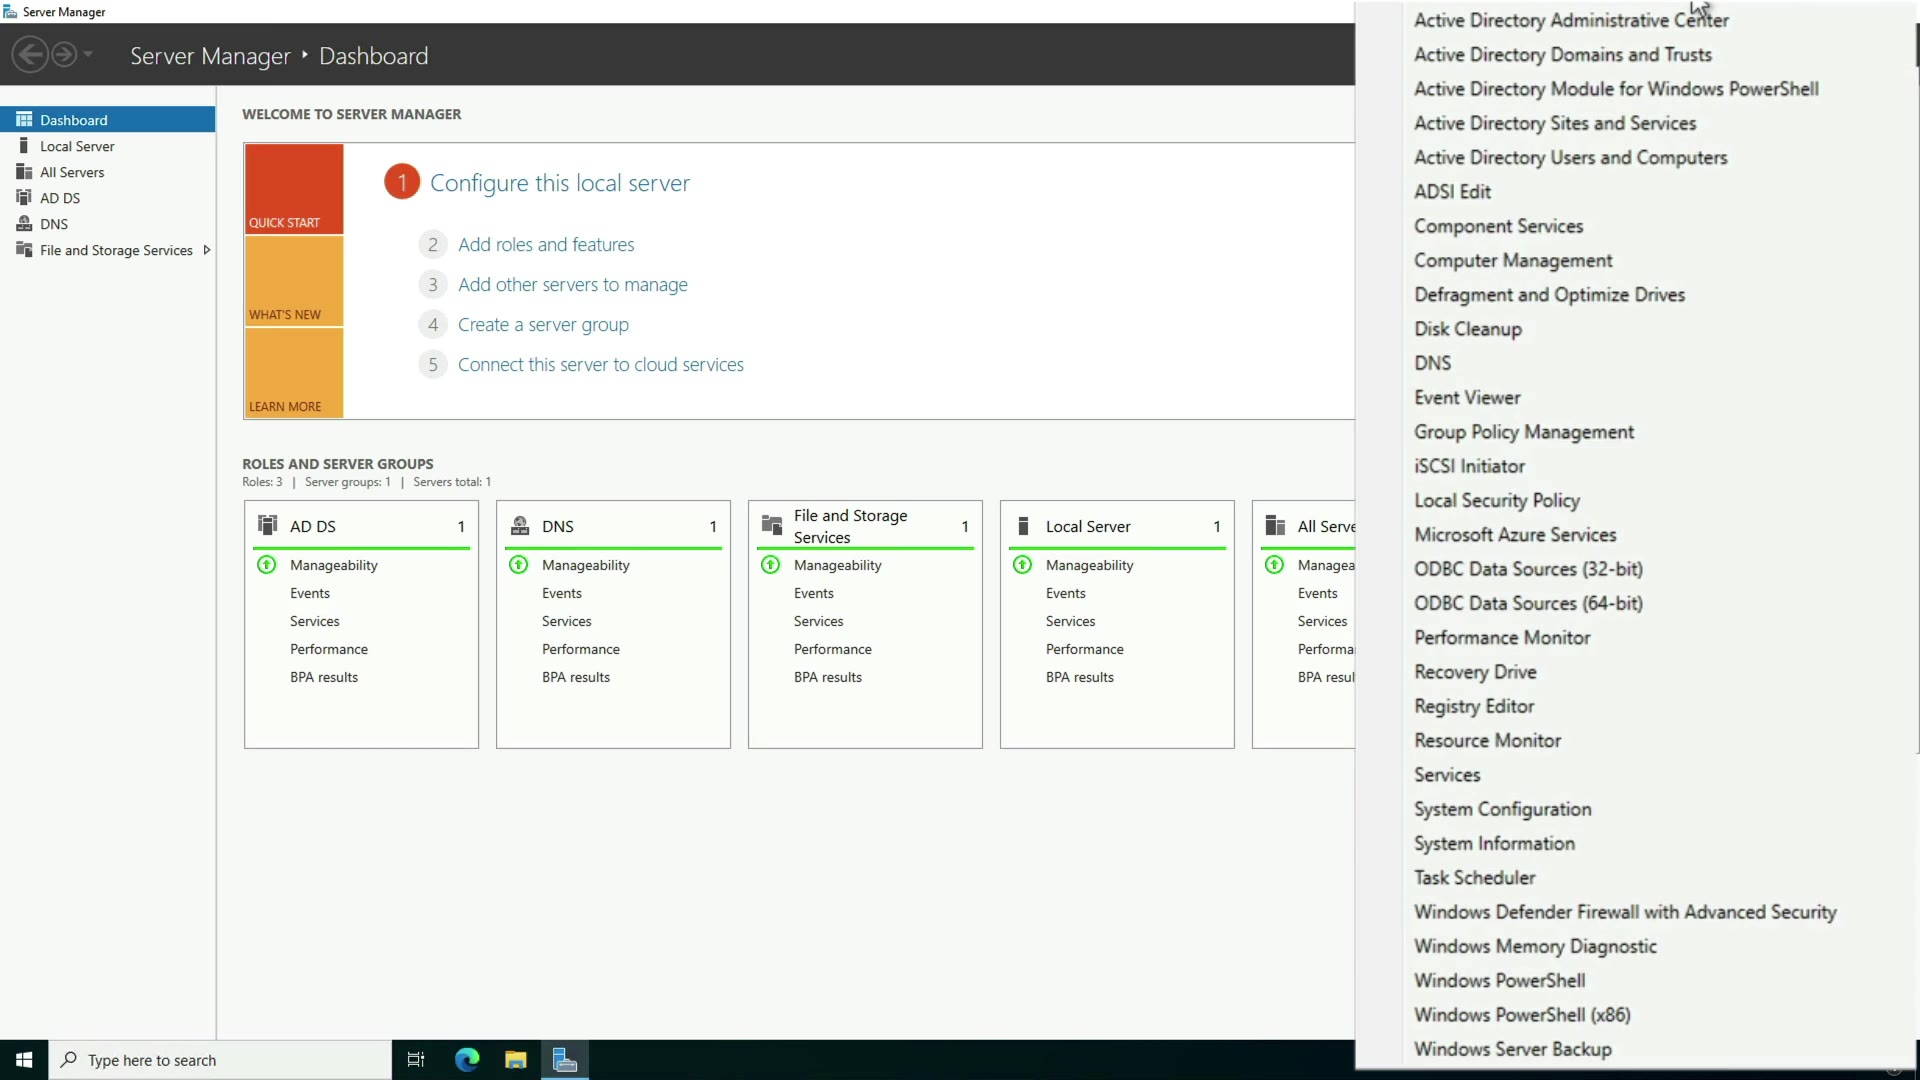 Server Manager
Server Manager ‣ Dashboard
Dashboard
Local Server
All Servers
AD DS
DNS
File and Storage Services
WELCOME TO SERVER MANAGER
QUICK START
WHAT'S NEW
LEARN MORE
1 Configure this local server
2 Add roles and features
3 Add other servers to manage
4 Create a server group
5 Connect this server to cloud services
ROLES AND SERVER GROUPS
Roles: 3 | Server groups: 1 | Servers total: 1
AD DS 1
Manageability
Events
Services
Performance
BPA results
DNS 1
Manageability
Events
Services
Performance
BPA results
File and Storage
Services 1
Manageability
Events
Services
Performance
BPA results
Local Server 1
Manageability
Events
Services
Performance
BPA results
All Serve
Managea
Events
Services
Performa
BPA resul
Active Directory Administrative Center
Active Directory Domains and Trusts
Active Directory Module for Windows PowerShell
Active Directory Sites and Services
Active Directory Users and Computers
ADSI Edit
Component Services
Computer Management
Defragment and Optimize Drives
Disk Cleanup
DNS
Event Viewer
Group Policy Management
iSCSI Initiator
Local Security Policy
Microsoft Azure Services
ODBC Data Sources (32-bit)
ODBC Data Sources (64-bit)
Performance Monitor
Recovery Drive
Registry Editor
Resource Monitor
Services
System Configuration
System Information
Task Scheduler
Windows Defender Firewall with Advanced Security
Windows Memory Diagnostic
Windows PowerShell
Windows PowerShell (x86)
Windows Server Backup
Type here to search